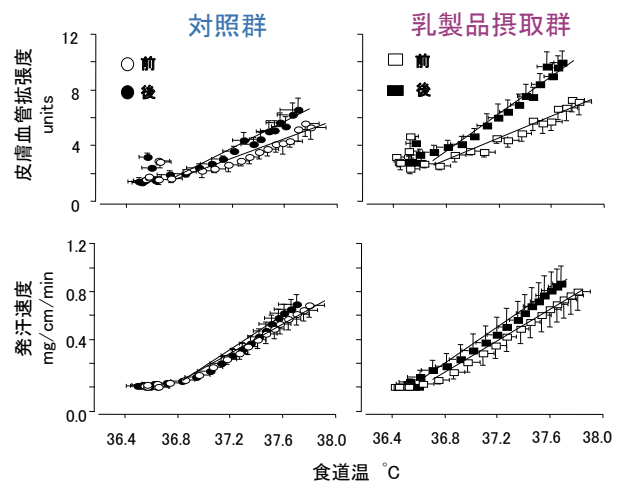 対照群
乳製品摂取群
皮膚血管拡張度
units
12
8
4
0
前
後
前
後
発汗速度
mg/cm/min
1.2
0.8
0.4
0.0
36.4 36.8 37.2 37.6 38.0
36.4 36.8 37.2 37.6 38.0
食道温 °C